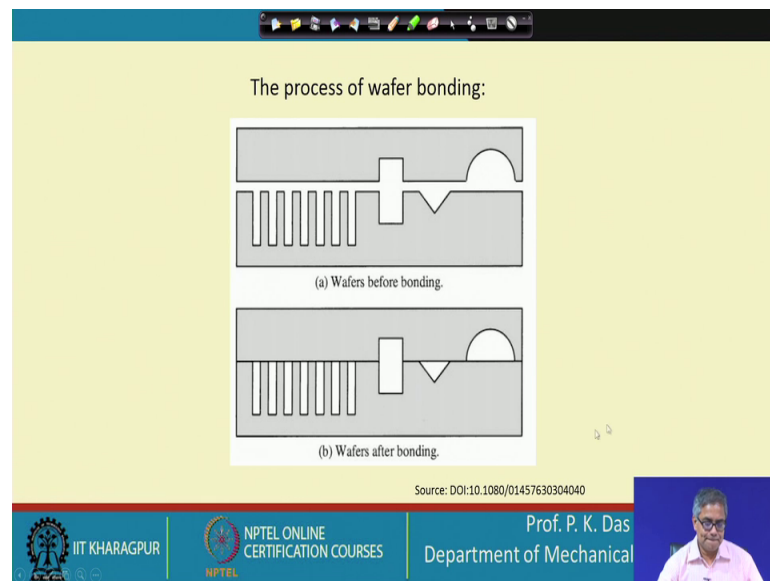 The process of wafer bonding:
(a) Wafers before bonding.
(b) Wafers after bonding.
Source: DOI:10.1080/01457630304040
IIT KHARAGPUR
NPTEL
NPTEL ONLINE
CERTIFICATION COURSES
Prof. P. K. Das
Department of Mechanical